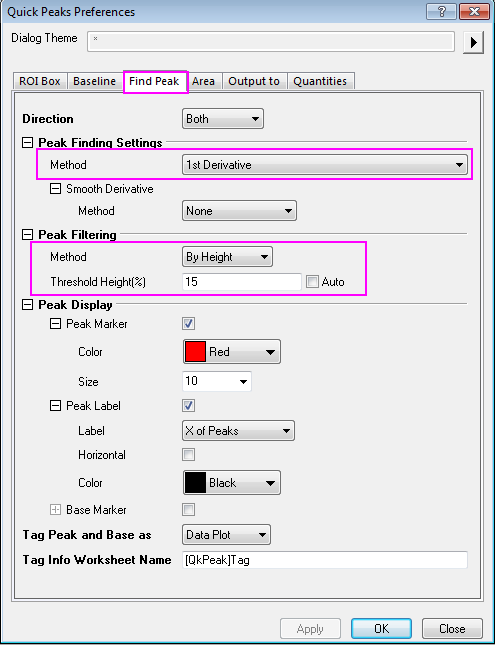 Quick Peaks Preferences
Dialog Theme *
ROI Box Baseline Find Peak Area Output to Quantities
Direction Both
Peak Finding Settings
Method 1st Derivative
Smooth Derivative
Method None
Peak Filtering
Method By Height
Threshold Height(%) 15 Auto
Peak Display
Peak Marker
Color Red
Size 10
Peak Label
Label X of Peaks
Horizontal
Color Black
Base Marker
Tag Peak and Base as Data Plot
Tag Info Worksheet Name [QkPeak]Tag
Apply OK Close